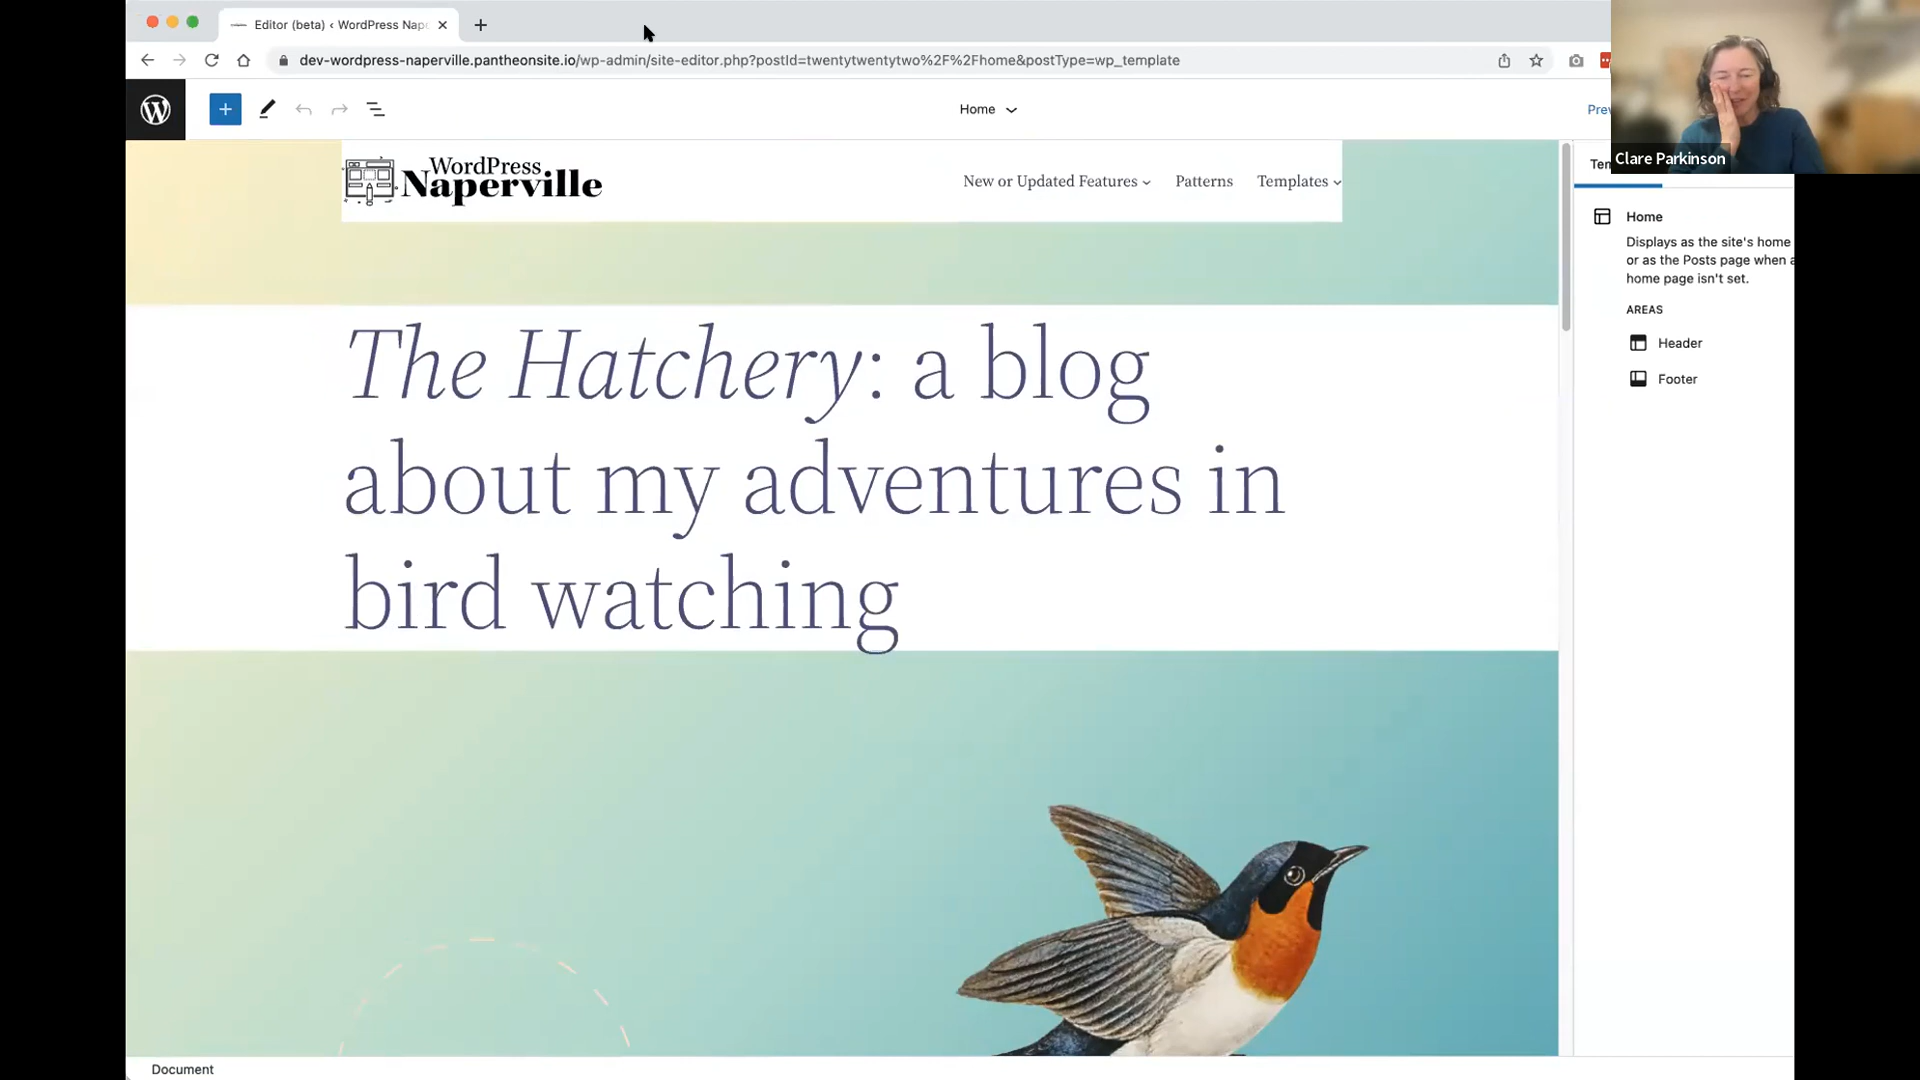 Editor (beta) ‹ WordPress Nap
dev-wordpress-naperville.pantheonsite.io/wp-admin/site-editor.php?postId=twentytwentytwo%2F%2Fhome&postType=wp_template
Home
Clare Parkinson
WordPress
Naperville
New or Updated Features
Patterns
Templates
The Hatchery: a blog
about my adventures in
bird watching
Home
Displays as the site's home
or as the Posts page when a
home page isn't set.
AREAS
Header
Footer
Document